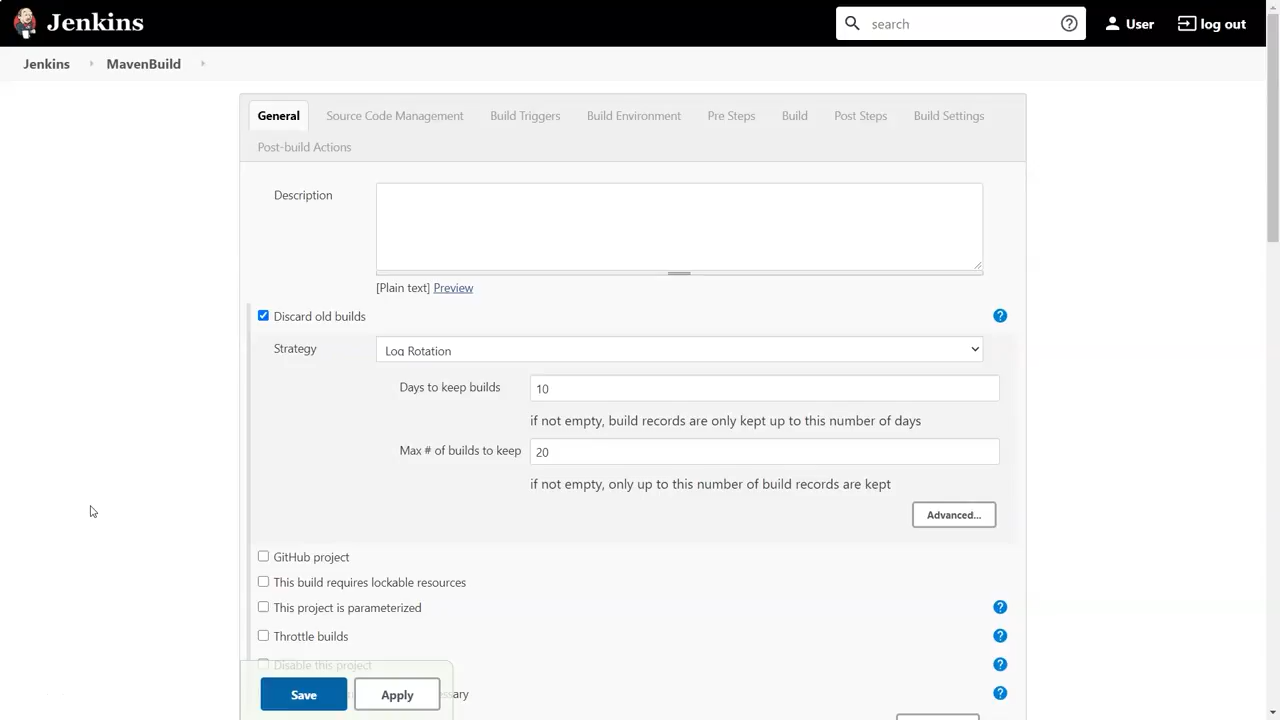 Jenkins
search
User
log out
Jenkins
MavenBuild
General
Source Code Management
Build Triggers
Build Environment
Pre Steps
Build
Post Steps
Build Settings
Post-build Actions
Description
[Plain text] Preview
Discard old builds
Strategy
Log Rotation
Days to keep builds
10
if not empty, build records are only kept up to this number of days
Max # of builds to keep
20
if not empty, only up to this number of build records are kept
Advanced...
GitHub project
This build requires lockable resources
This project is parameterized
Throttle builds
Disable this project
Save
Apply